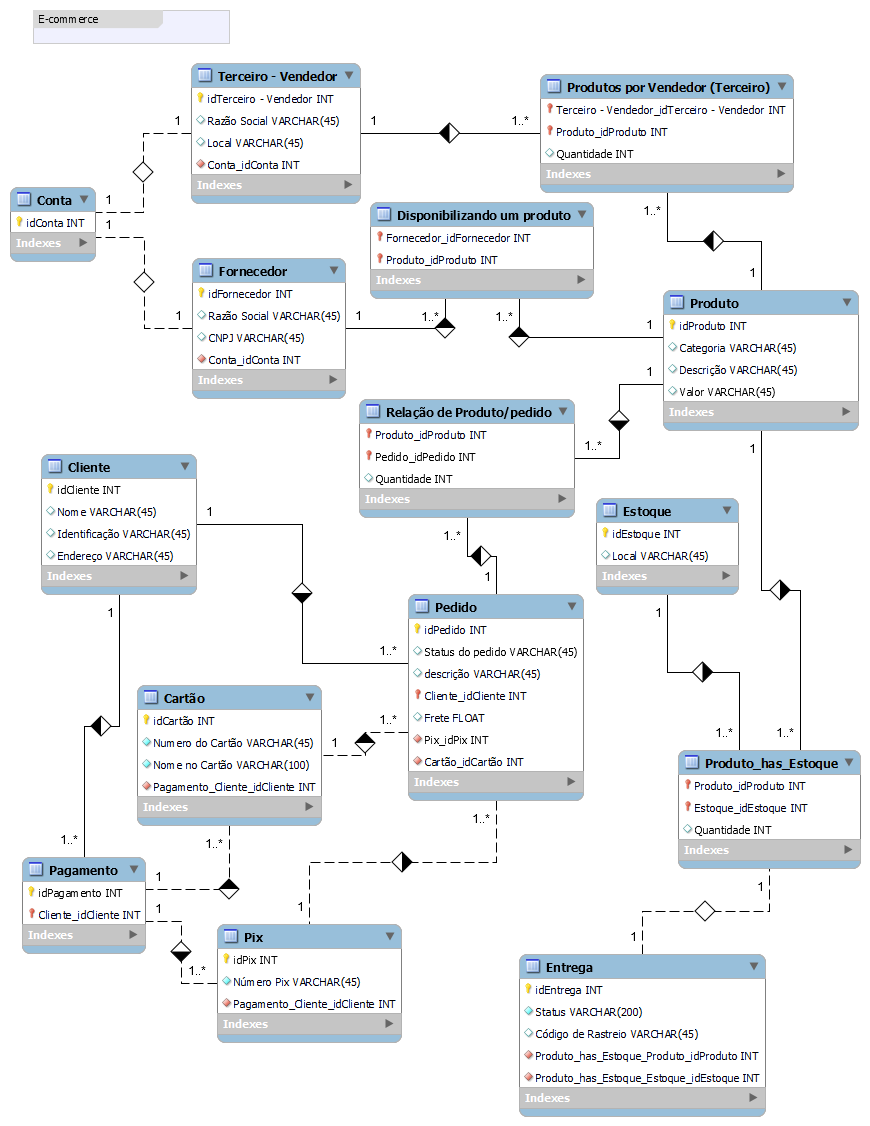 E-commerce
Terceiro - Vendedor
idTerceiro - Vendedor INT
Razão Social VARCHAR(45)
Local VARCHAR(45)
Conta_idConta INT
Indexes
1
1..*
Produtos por Vendedor (Terceiro)
Terceiro - Vendedor_idTerceiro - Vendedor INT
Produto_idProduto INT
Quantidade INT
Indexes
1
1
Conta
idConta INT
Indexes
1
1
Disponibilizando um produto
Fornecedor_idFornecedor INT
Produto_idProduto INT
Indexes
1..*
1
Fornecedor
idFornecedor INT
Razão Social VARCHAR(45)
CNPJ VARCHAR(45)
Conta_idConta INT
Indexes
1
1..*
1..*
1
Produto
idProduto INT
Categoria VARCHAR(45)
Descrição VARCHAR(45)
Valor VARCHAR(45)
Indexes
1
1
Relação de Produto/pedido
Produto_idProduto INT
Pedido_idPedido INT
Quantidade INT
Indexes
1..*
1..*
1
Cliente
idCliente INT
Nome VARCHAR(45)
Identificação VARCHAR(45)
Endereço VARCHAR(45)
Indexes
1
1
1..*
Estoque
idEstoque INT
Local VARCHAR(45)
Indexes
1
1..*
1..*
Pedido
idPedido INT
Status do pedido VARCHAR(45)
descrição VARCHAR(45)
Cliente_idCliente INT
Frete FLOAT
Pix_idPix INT
Cartão_idCartão INT
Indexes
1..*
1..*
Cartão
idCartão INT
Numero do Cartão VARCHAR(45)
Nome no Cartão VARCHAR(100)
Pagamento_Cliente_idCliente INT
Indexes
1
1..*
Produto_has_Estoque
Produto_idProduto INT
Estoque_idEstoque INT
Quantidade INT
Indexes
1
1..*
Pagamento
idPagamento INT
Cliente_idCliente INT
Indexes
1
1
1..*
1
Pix
idPix INT
Número Pix VARCHAR(45)
Pagamento_Cliente_idCliente INT
Indexes
1
Entrega
idEntrega INT
Status VARCHAR(200)
Código de Rastreio VARCHAR(45)
Produto_has_Estoque_Produto_idProduto INT
Produto_has_Estoque_Estoque_idEstoque INT
Indexes